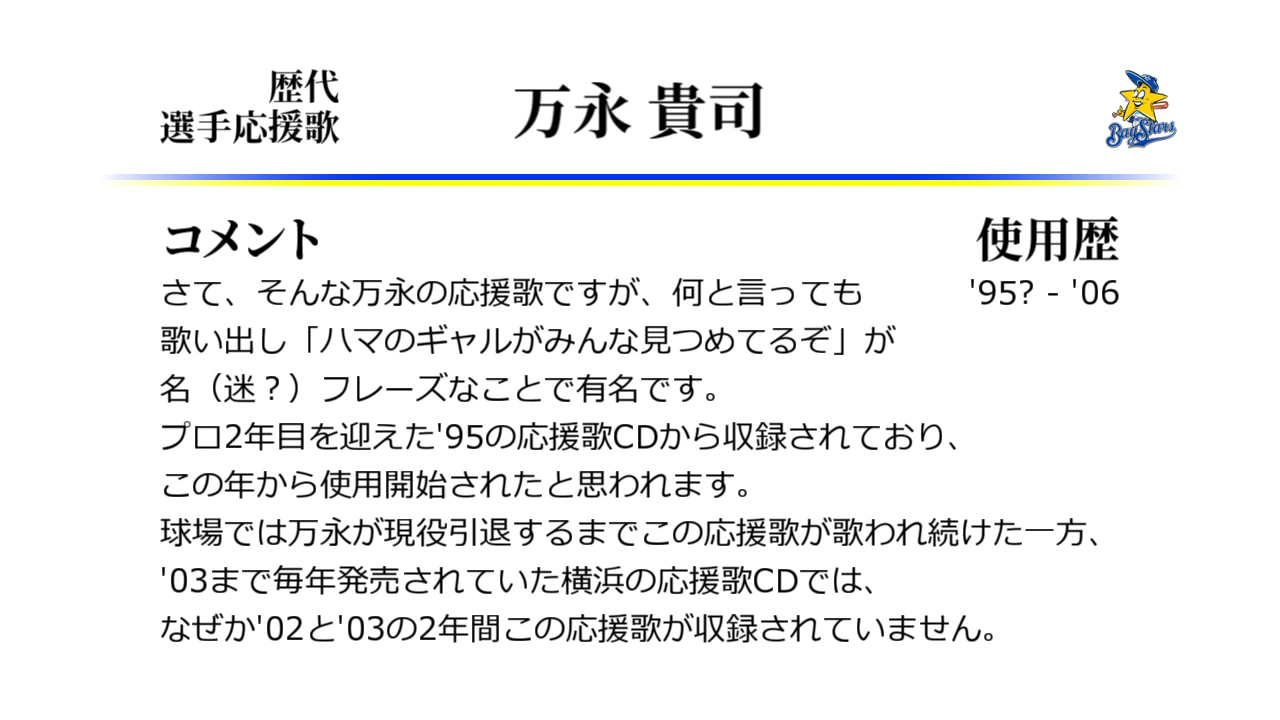 歴代
選手応援歌
万永 貴司
BayStars
コメント
使用歴
さて、そんな万永の応援歌ですが、何と言っても
'95? - '06
歌い出し「ハマのギャルがみんな見つめてるぞ」が
名（迷？）フレーズなことで有名です。
プロ2年目を迎えた'95の応援歌CDから収録されており、
この年から使用開始されたと思われます。
球場では万永が現役引退するまでこの応援歌が歌われ続けた一方、
'03まで毎年発売されていた横浜の応援歌CDでは、
なぜか'02と'03の2年間この応援歌が収録されていません。